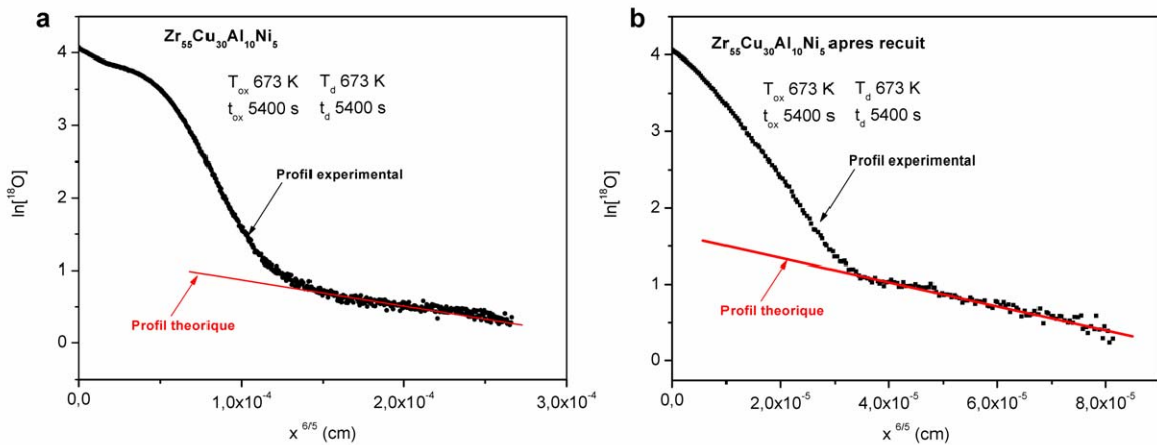 a
Zr55Cu30Al10Ni5
Tox 673 K Td 673 K
tox 5400 s td 5400 s
Profil experimental
Profil theorique
ln[18O]
4
3
2
1
0
0,0 1,0x10-4 2,0x10-4 3,0x10-4
x 6/5 (cm)
b
Zr55Cu30Al10Ni5 apres recuit
Tox 673 K Td 673 K
tox 5400 s td 5400 s
Profil experimental
Profil theorique
ln[18O]
4
3
2
1
0
0,0 2,0x10-5 4,0x10-5 6,0x10-5 8,0x10-5
x 6/5 (cm)